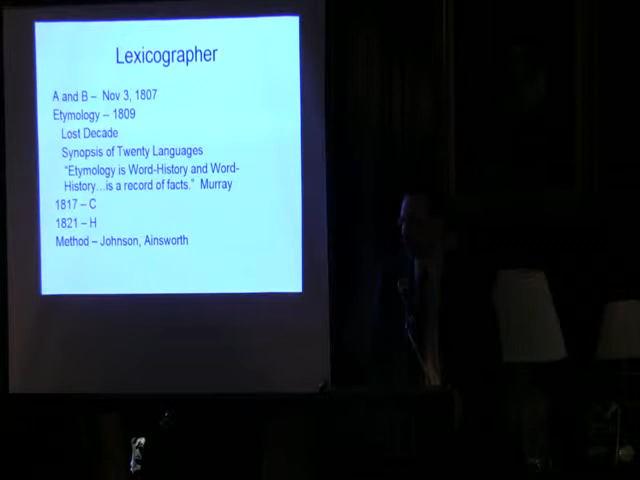 Lexicographer
A and B – Nov 3, 1807
Etymology – 1809
Lost Decade
Synopsis of Twenty Languages
"Etymology is Word-History and Word-
History…is a record of facts." Murray
1817 – C
1821 – H
Method – Johnson, Ainsworth